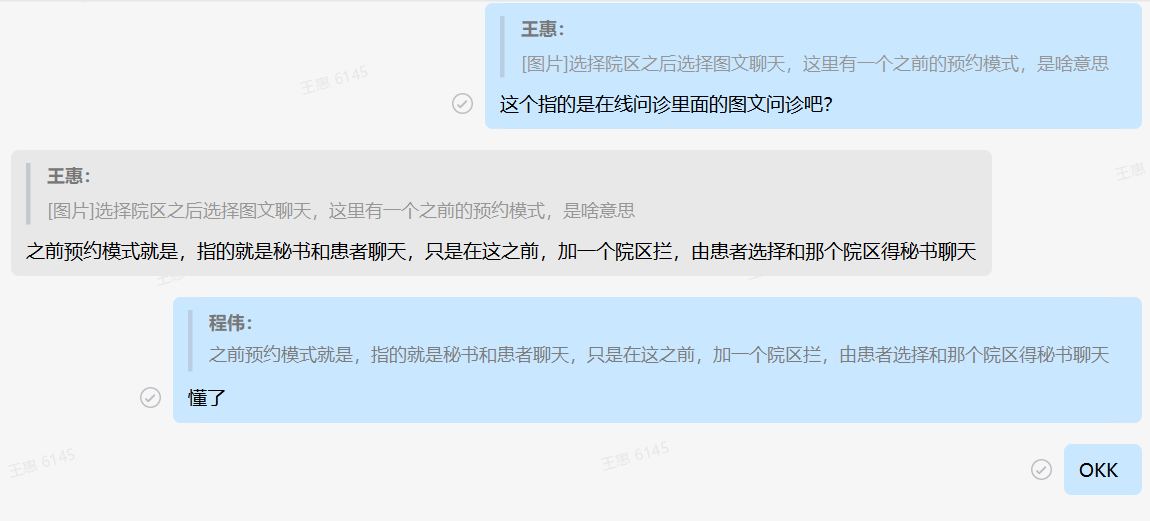 王惠：
[图片]选择院区之后选择图文聊天，这里有一个之前的预约模式，是啥意思
王惠 6145
这个指的是在线问诊里面的图文问诊吧?
王惠：
王惠
[图片]选择院区之后选择图文聊天，这里有一个之前的预约模式，是啥意思
之前预约模式就是，指的就是秘书和患者聊天，只是在这之前，加一个院区拦，由患者选择和那个院区得秘书聊天
程伟：
之前预约模式就是，指的就是秘书和患者聊天，只是在这之前，加一个院区拦，由患者选择和那个院区得秘书聊天
懂了
王惠 6145
王惠 6145
OKK